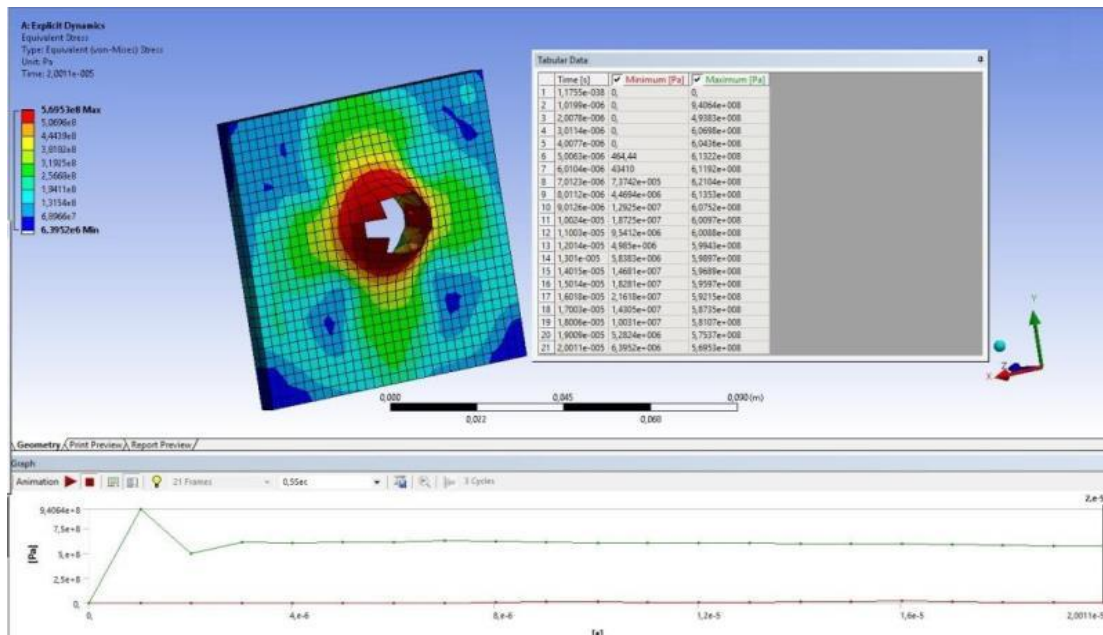 A: Explicit Dynamics
Equivalent Stress
Type: Equivalent (von-Mises) Stress
Unit: Pa
Time: 2,0011e-005
5,6953e8 Max
5,0696e8
4,4439e8
3,8182e8
3,1925e8
2,5668e8
1,9411e8
1,3154e8
6,8966e7
6,3952e6 Min
Tabular Data
Time [s] Minimum [Pa] Maximum [Pa]
1 1,1755e-038 0, 0,
2 1,0199e-006 0, 9,4064e+008
3 2,0078e-006 0, 4,9383e+008
4 3,0114e-006 0, 6,0698e+008
5 4,0077e-006 0, 6,0436e+008
6 5,0063e-006 464,44 6,1322e+008
7 6,0104e-006 43410 6,1192e+008
8 7,0123e-006 7,3742e+005 6,2104e+008
9 8,0112e-006 4,4694e+006 6,1353e+008
10 9,0126e-006 1,2925e+007 6,0752e+008
11 1,0024e-005 1,8725e+007 6,0097e+008
12 1,1003e-005 9,5412e+006 6,0088e+008
13 1,2014e-005 4,985e+006 5,9943e+008
14 1,301e-005 5,8383e+006 5,9897e+008
15 1,4015e-005 1,4681e+007 5,9689e+008
16 1,5014e-005 1,8281e+007 5,9597e+008
17 1,6018e-005 2,1618e+007 5,9215e+008
18 1,7003e-005 1,4305e+007 5,8735e+008
19 1,8006e-005 1,0031e+007 5,8107e+008
20 1,9009e-005 5,2824e+006 5,7537e+008
21 2,0011e-005 6,3952e+006 5,6953e+008
Y
Z
X
0,000 0,045 0,090 (m)
0,022 0,068
Geometry Print Preview Report Preview
Graph
Animation 21 Frames 0,5Sec 3 Cycles
2,e-5
9,4064e+8
7,5e+8
5,e+8
2,5e+8
0,
[Pa]
0, 4,e-6 8,e-6 1,2e-5 1,6e-5 2,0011e-5
[s]